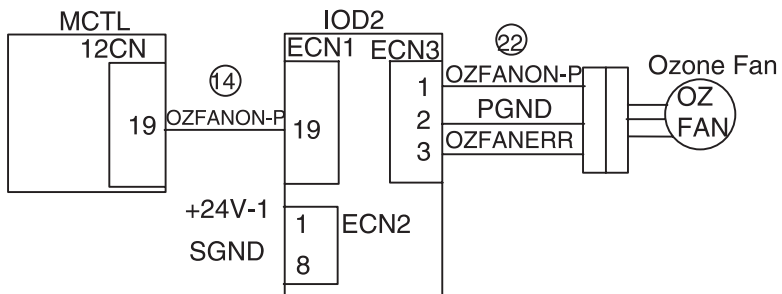 MCTL
12CN
19
14
OZFANON-P
IOD2
ECN1
19
ECN3
1
2
3
22
OZFANON-P
PGND
OZFANERR
Ozone Fan
OZ
FAN
+24V-1
SGND
1
8
ECN2